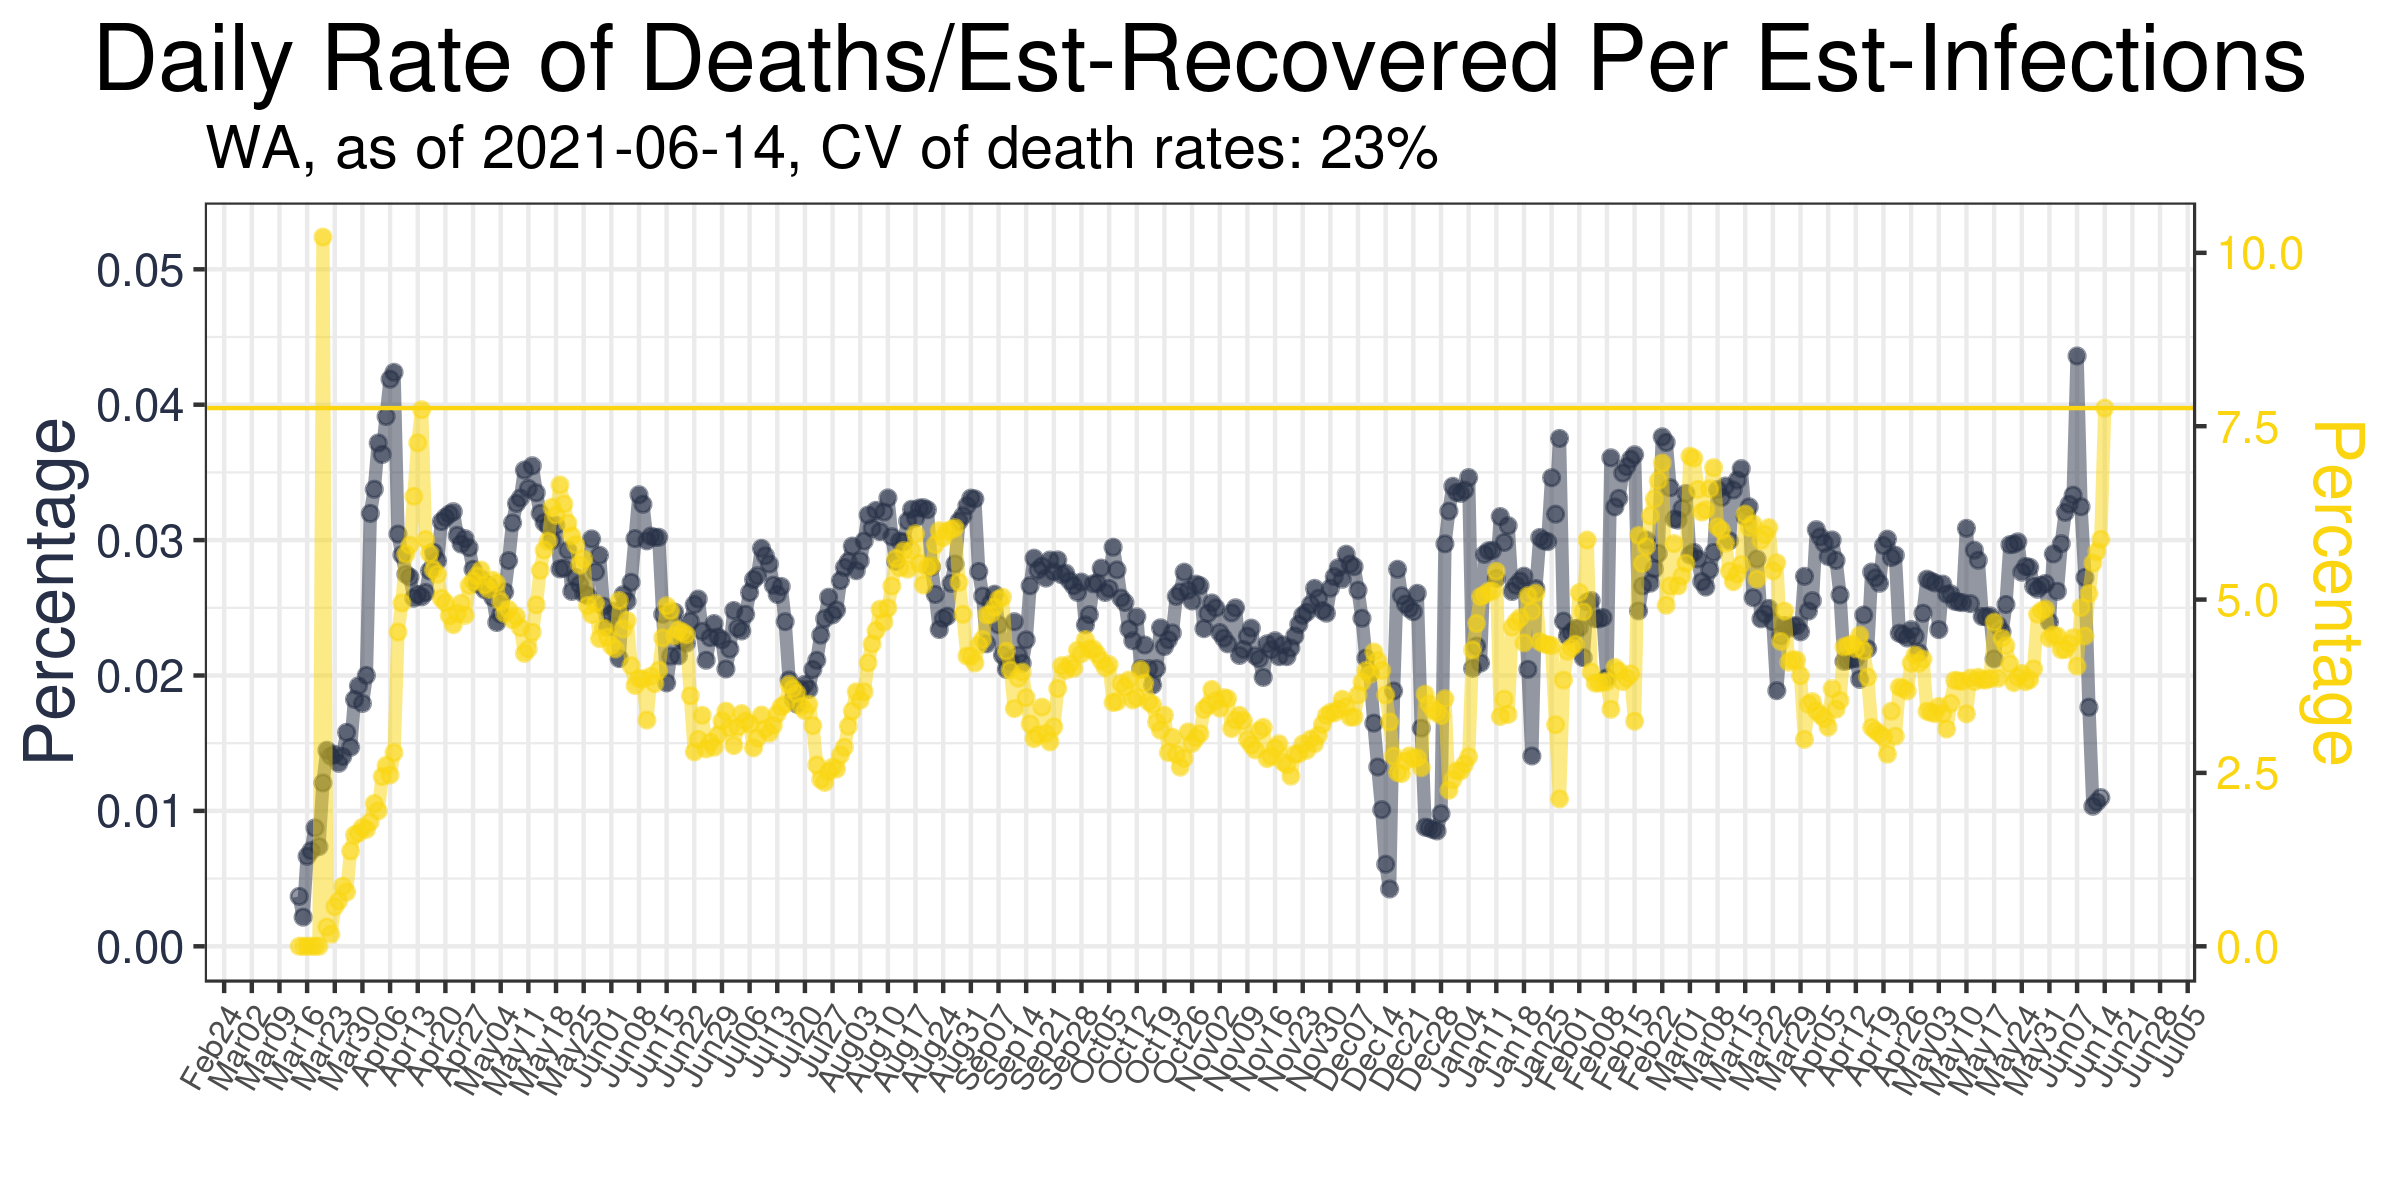 Daily Rate of Deaths/Est-Recovered Per Est-Infections
WA, as of 2021-06-14, CV of death rates: 23%
Percentage
0.05
0.04
0.03
0.02
0.01
0.00
10.0
7.5
5.0
2.5
0.0
Percentage
Feb24
Mar02
Mar09
Mar16
Mar23
Mar30
Apr06
Apr13
Apr20
Apr27
May04
May11
May18
May25
Jun01
Jun08
Jun15
Jun22
Jun29
Jul06
Jul13
Jul20
Jul27
Aug03
Aug10
Aug17
Aug24
Aug31
Sep07
Sep14
Sep21
Sep28
Oct05
Oct12
Oct19
Oct26
Nov02
Nov09
Nov16
Nov23
Nov30
Dec07
Dec14
Dec21
Dec28
Jan04
Jan11
Jan18
Jan25
Feb01
Feb08
Feb15
Feb22
Mar01
Mar08
Mar15
Mar22
Mar29
Apr05
Apr12
Apr19
Apr26
May03
May10
May17
May24
May31
Jun07
Jun14
Jun21
Jun28
Jul05